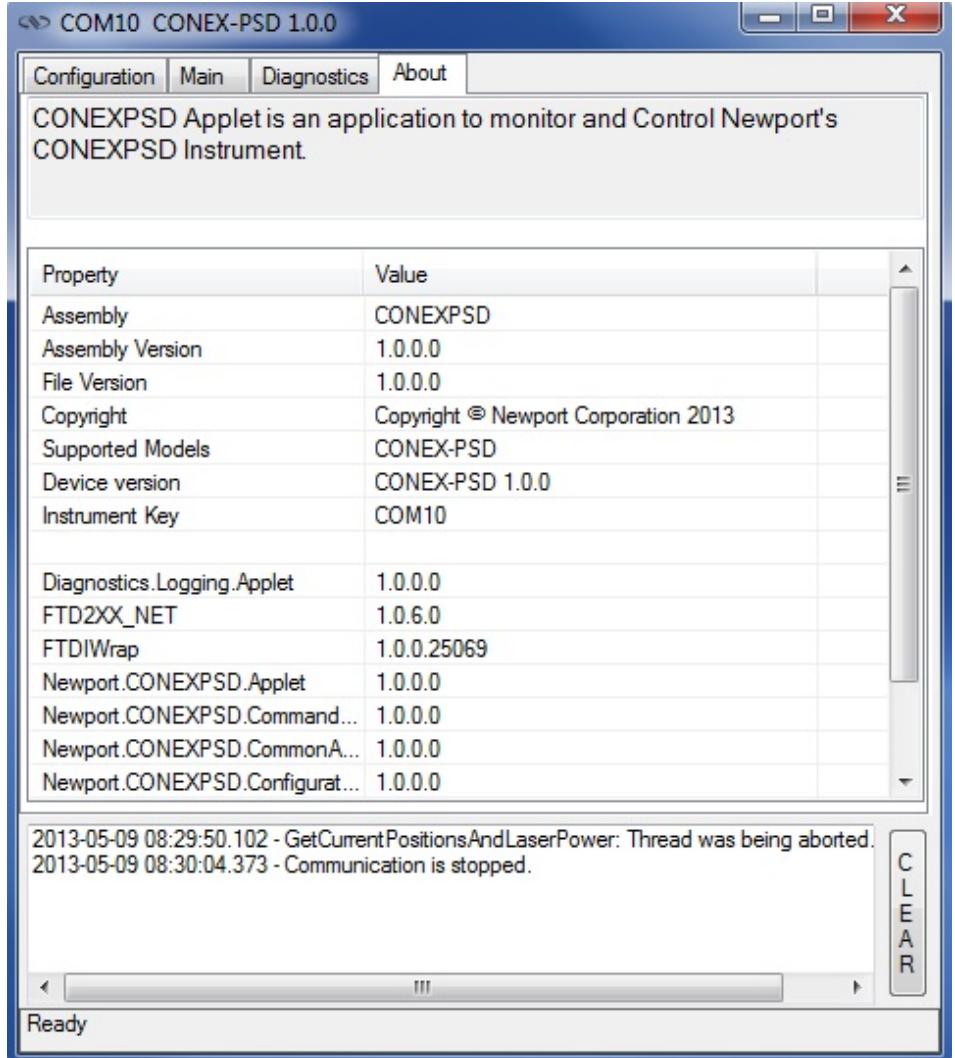 COM10 CONEX-PSD 1.0.0
Configuration Main Diagnostics About
CONEXPSD Applet is an application to monitor and Control Newport's
CONEXPSD Instrument.
Property Value
Assembly CONEXPSD
Assembly Version 1.0.0.0
File Version 1.0.0.0
Copyright Copyright © Newport Corporation 2013
Supported Models CONEX-PSD
Device version CONEX-PSD 1.0.0
Instrument Key COM10
Diagnostics.Logging.Applet 1.0.0.0
FTD2XX_NET 1.0.6.0
FTDIWrap 1.0.0.25069
Newport.CONEXPSD.Applet 1.0.0.0
Newport.CONEXPSD.Command... 1.0.0.0
Newport.CONEXPSD.CommonA... 1.0.0.0
Newport.CONEXPSD.Configurat... 1.0.0.0
2013-05-09 08:29:50.102 - GetCurrentPositionsAndLaserPower: Thread was being aborted.
2013-05-09 08:30:04.373 - Communication is stopped.
CLEAR
Ready